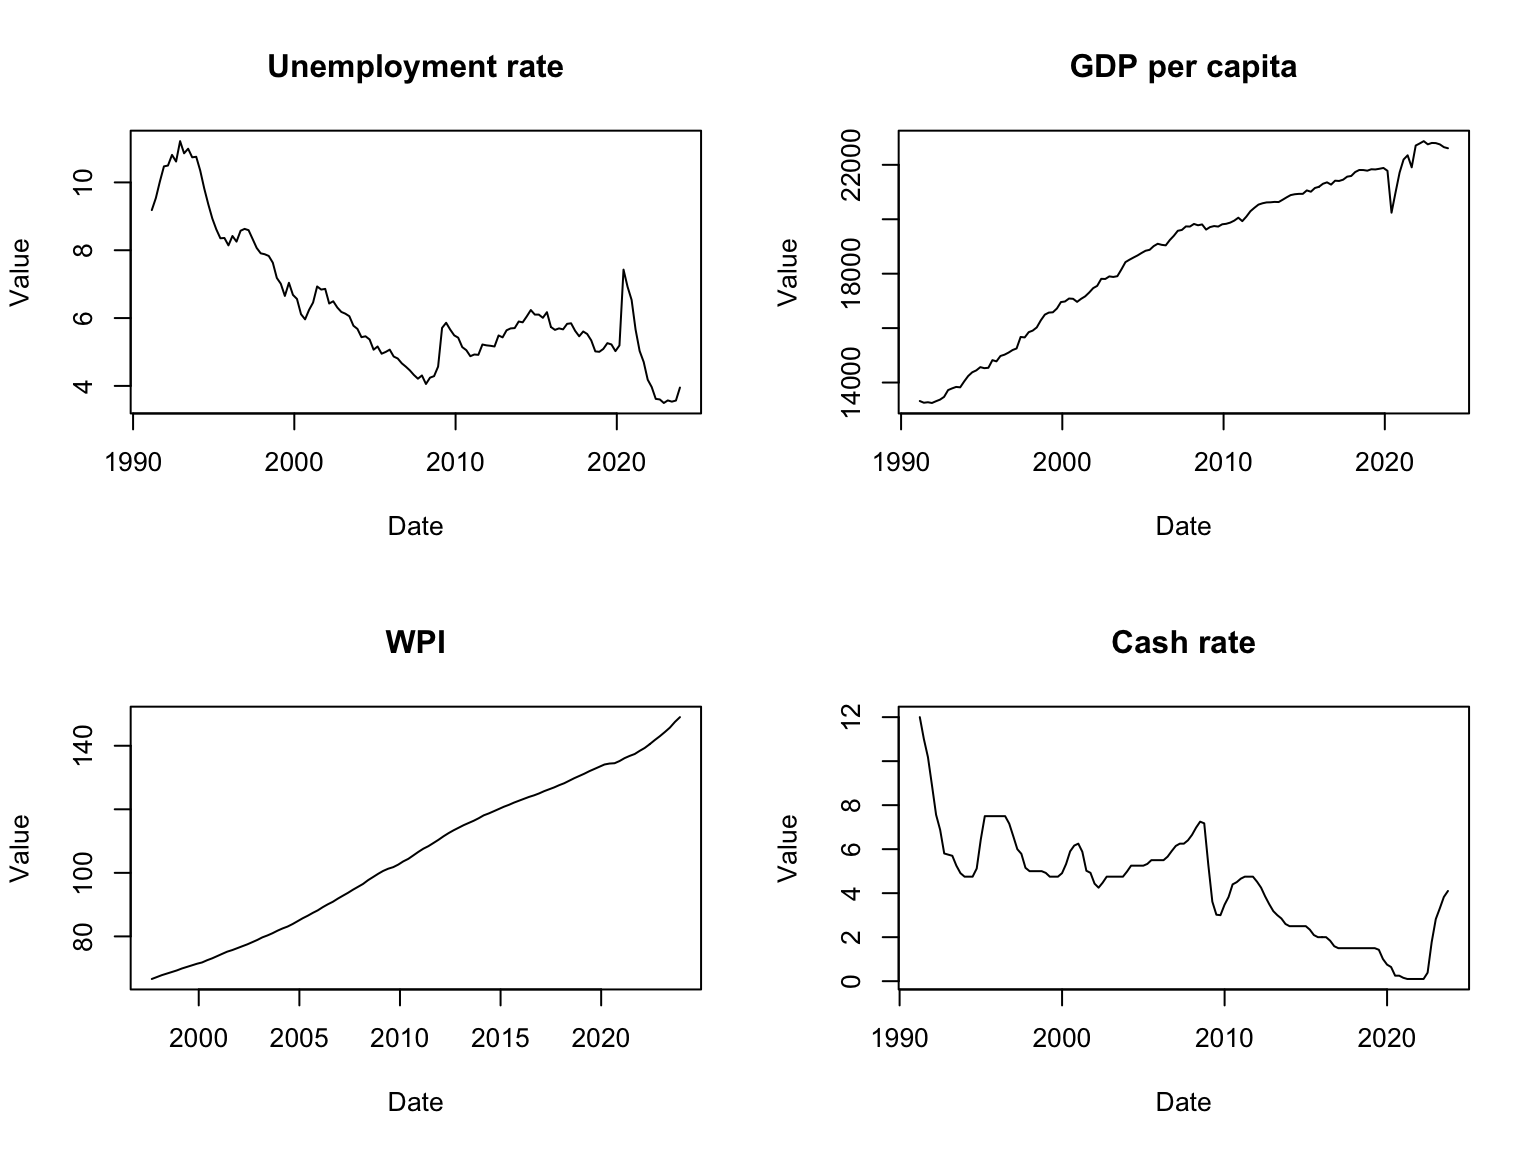 Unemployment rate
Value
10
8
6
4
1990 2000 2010 2020
Date
GDP per capita
Value
22000
18000
14000
1990 2000 2010 2020
Date
WPI
Value
140
100
80
2000 2005 2010 2015 2020
Date
Cash rate
Value
12
8
6
4
2
0
1990 2000 2010 2020
Date